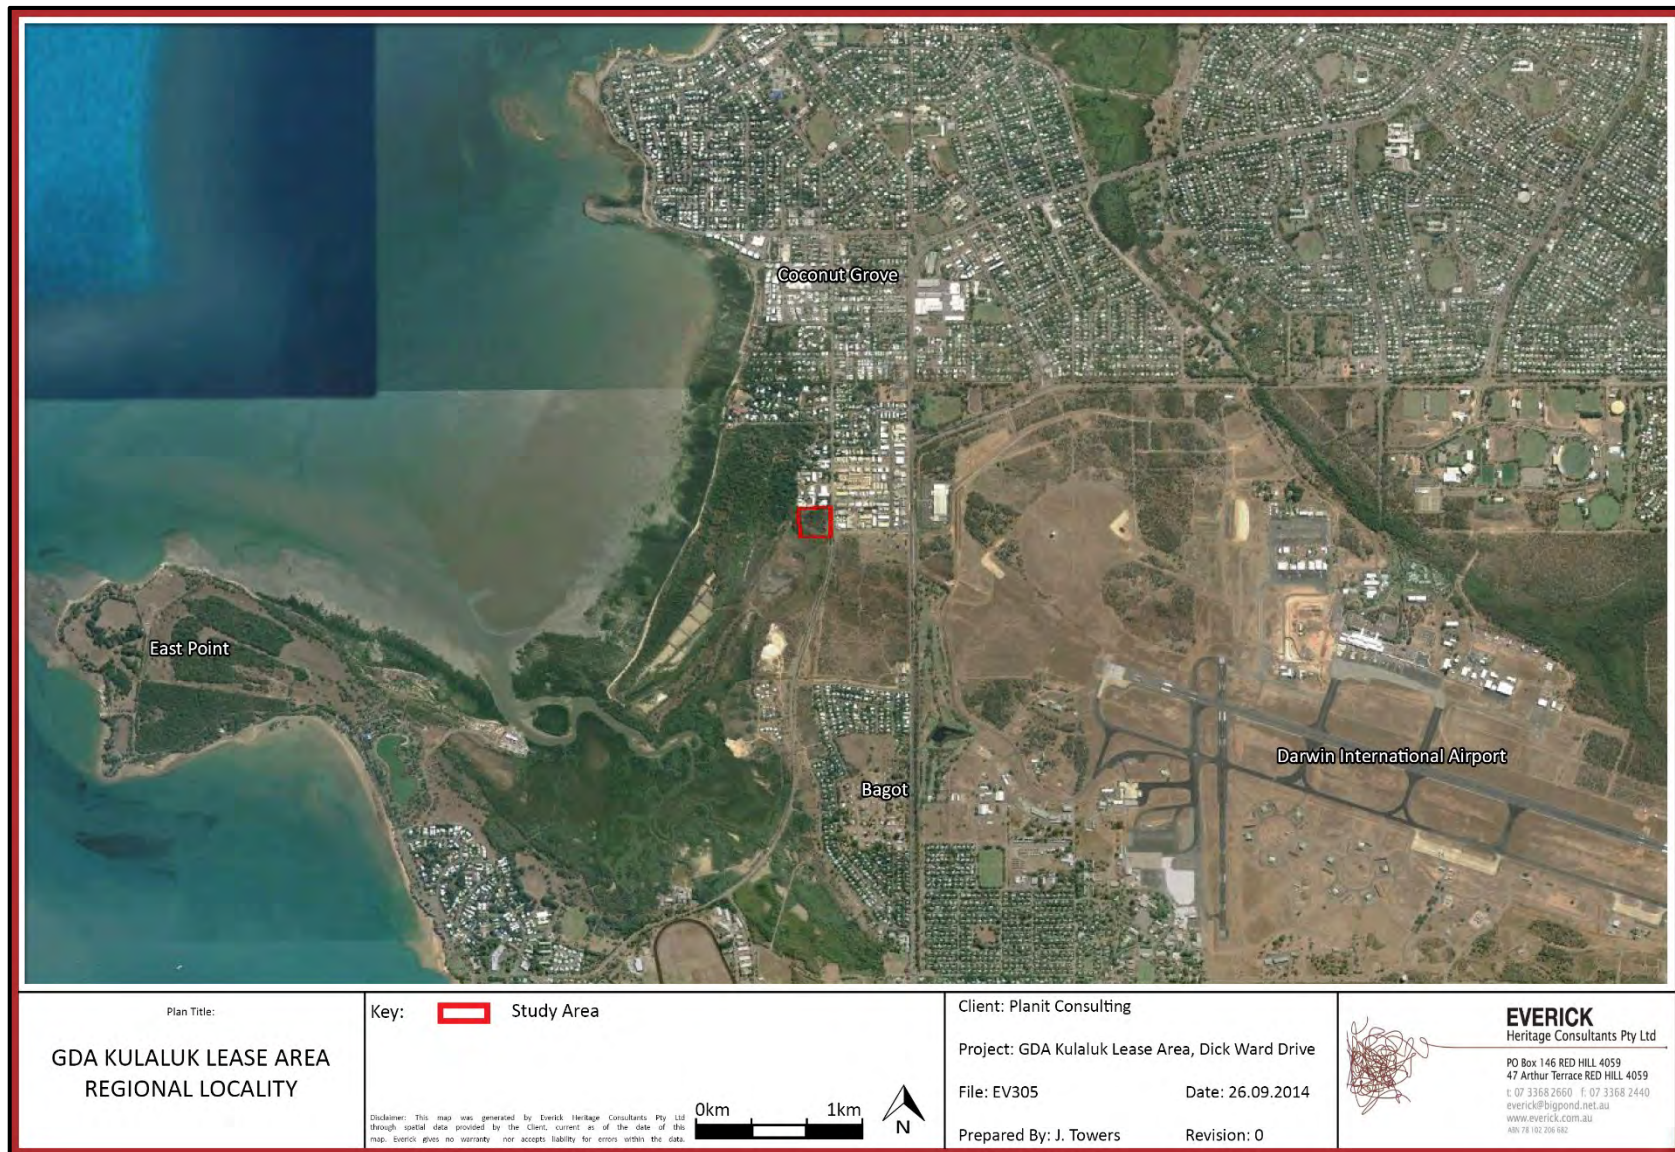 Coconut Grove
East Point
Darwin International Airport
Bagot
Plan Title:
GDA KULALUK LEASE AREA
REGIONAL LOCALITY
Key:
Study Area
Disclaimer: This map was generated by Everick Heritage Consultants Pty Ltd
through spatial data provided by the Client, current as of the date of this
map. Everick gives no warranty nor accepts liability for errors within the data.
0km 1km
N
Client: Planit Consulting
Project: GDA Kulaluk Lease Area, Dick Ward Drive
File: EV305 Date: 26.09.2014
Prepared By: J. Towers Revision: 0
EVERICK
Heritage Consultants Pty Ltd
PO Box 146 RED HILL 4059
47 Arthur Terrace RED HILL 4059
t: 07 3368 2660 f: 07 3368 2440
everick@bigpond.net.au
www.everick.com.au
ABN 78 102 206 682